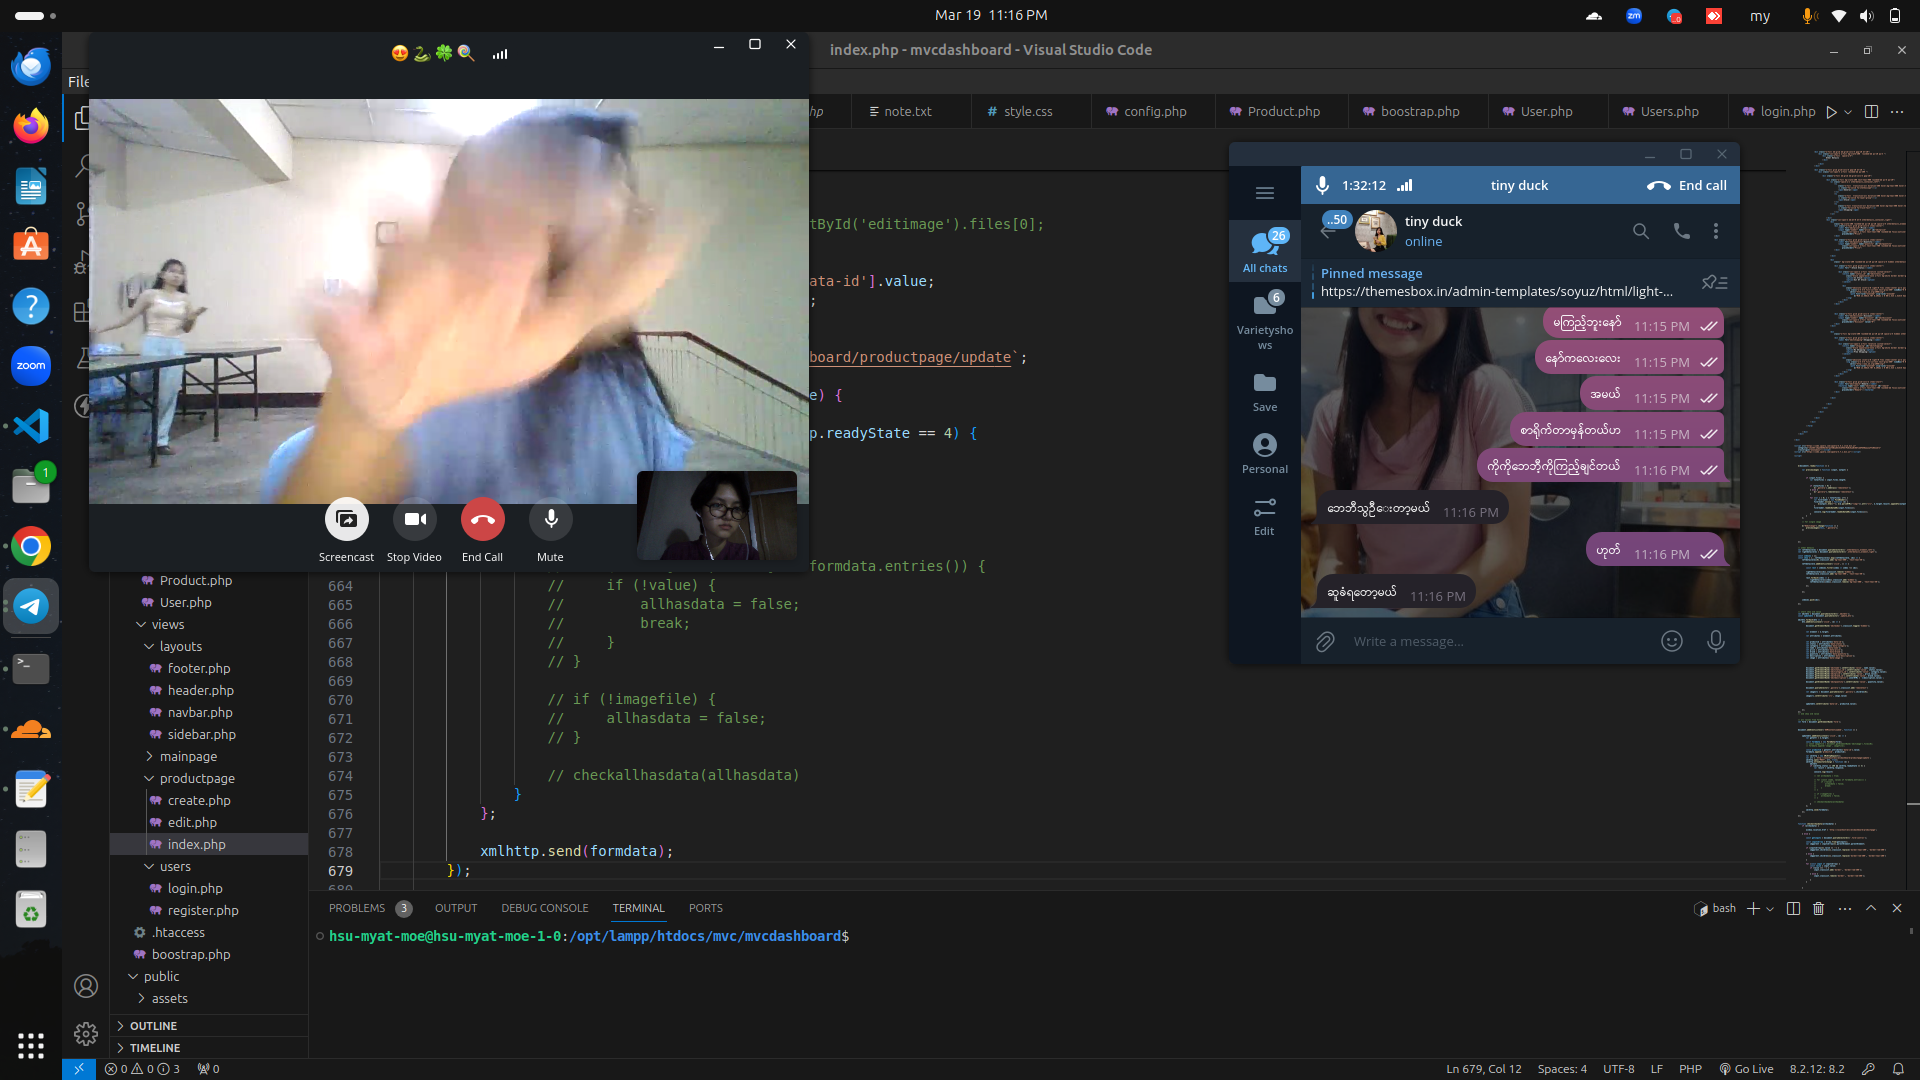 Mar 19 11:16 PM
my
index.php - mvcdashboard - Visual Studio Code
File
note.txt
style.css
config.php
Product.php
boostrap.php
User.php
Users.php
login.php
tById('editimage').files[0];
ata-id'].value;
;
board/productpage/update`;
e) {
p.readyState == 4) {
formdata.entries()) {
Screencast
Stop Video
End Call
Mute
1:32:12
tiny duck
End call
..50
tiny duck
online
26
All chats
6
Varietysho
ws
Save
Personal
Edit
Pinned message
https://themesbox.in/admin-templates/soyuz/html/light-...
မကြည့်ဘူးနော် 11:15 PM
နော်ကလေးလေး 11:15 PM
အမယ် 11:15 PM
စာရိုက်တာမှန်တယ်ဟ 11:15 PM
ကိုကိုဘေဘီ့ကိုကြည့်ချင်တယ် 11:16 PM
ဘေဘီသွဦးေးတာ့မယ် 11:16 PM
ဟုတ် 11:16 PM
ဆူခံရတော့မယ် 11:16 PM
Write a message...
zoom
1
Product.php
User.php
views
layouts
footer.php
header.php
navbar.php
sidebar.php
mainpage
productpage
create.php
edit.php
index.php
users
login.php
register.php
.htaccess
boostrap.php
public
assets
OUTLINE
TIMELINE
664 // if (!value) {
665 // allhasdata = false;
666 // break;
667 // }
668 // }
669
670 // if (!imagefile) {
671 // allhasdata = false;
672 // }
673
674 // checkallhasdata(allhasdata)
675 }
676 };
677
678 xmlhttp.send(formdata);
679 });
680
PROBLEMS 3 OUTPUT DEBUG CONSOLE TERMINAL PORTS
bash
hsu-myat-moe@hsu-myat-moe-1-0:/opt/lampp/htdocs/mvc/mvcdashboard$
0 0 3 0
Ln 679, Col 12 Spaces: 4 UTF-8 LF PHP Go Live 8.2.12: 8.2